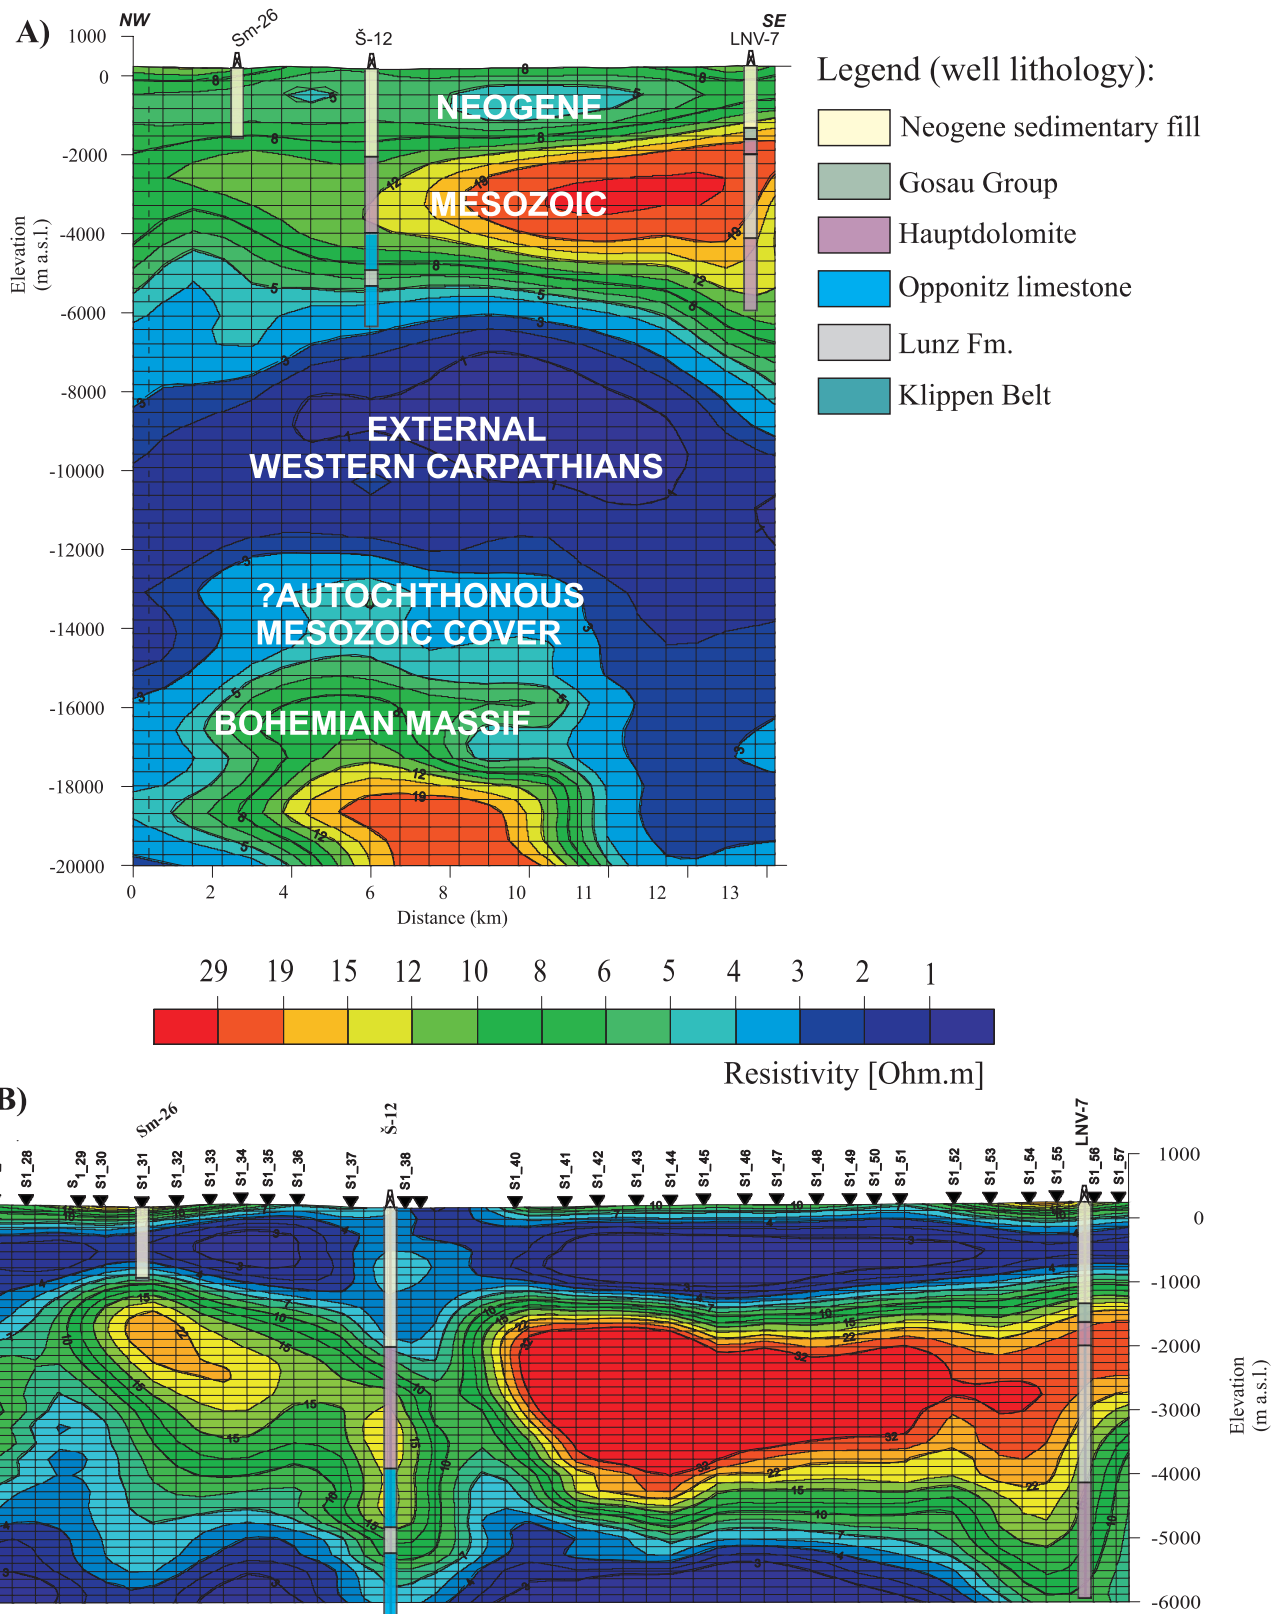 A)
NW
SE
Sm-26
Š-12
LNV-7
1000
0
-2000
-4000
-6000
-8000
-10000
-12000
-14000
-16000
-18000
-20000
Elevation
(m a.s.l.)
NEOGENE
MESOZOIC
EXTERNAL
WESTERN CARPATHIANS
?AUTOCHTHONOUS
MESOZOIC COVER
BOHEMIAN MASSIF
0 2 4 6 8 10 11 12 13
Distance (km)
Legend (well lithology):
Neogene sedimentary fill
Gosau Group
Hauptdolomite
Opponitz limestone
Lunz Fm.
Klippen Belt
29 19 15 12 10 8 6 5 4 3 2 1
Resistivity [Ohm.m]
B)
Sm-26
Š-12
LNV-7
S1_28
S_29
S1_30
S1_31
S1_32
S1_33
S1_34
S1_35
S1_36
S1_37
S1_38
S1_40
S1_41
S1_42
S1_43
S1_44
S1_45
S1_46
S1_47
S1_48
S1_49
S1_50
S1_51
S1_52
S1_53
S1_54
S1_55
S1_56
S1_57
1000
0
-1000
-2000
-3000
-4000
-5000
-6000
Elevation
(m a.s.l.)